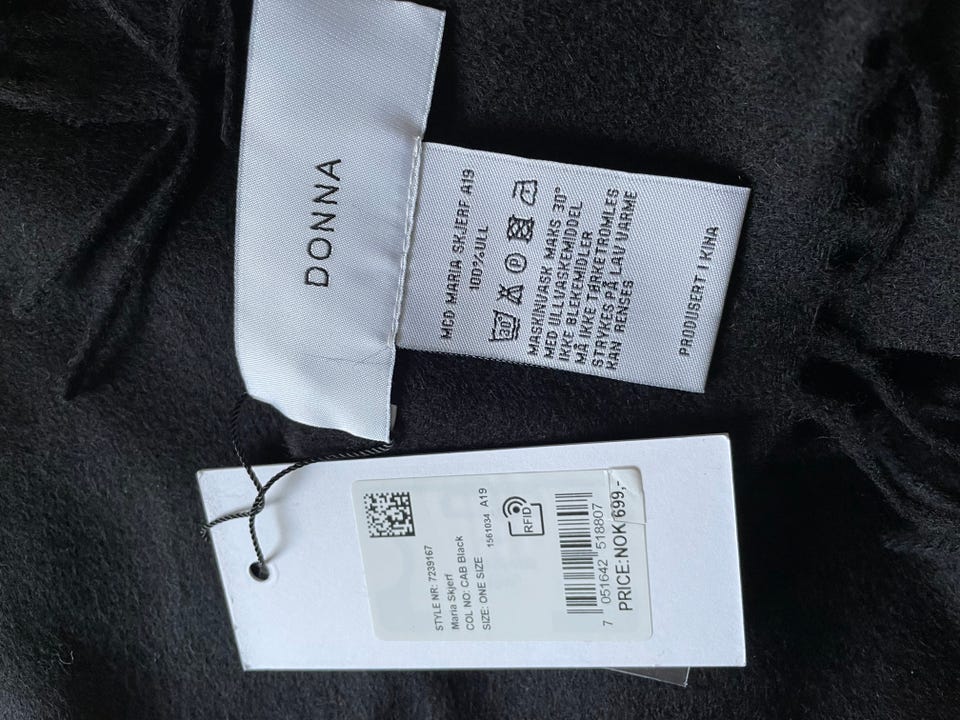 DONNA
MCD MARIA SKJERF A19
100%ULL
30
P
MASKINVASK MAKS 30°
MED ULLVASKEMIDDEL
IKKE BLEKEMIDLER
MÅ IKKE TØRKETROMLES
STRYKES PÅ LAV VARME
KAN RENSES
PRODUSERT I KINA
STYLE NR: 7239167
Maria Skjerf
COL NO: CAB Black
SIZE: ONE SIZE
1561034 A19
RFID
7 051642 518807
PRICE:NOK 699,-